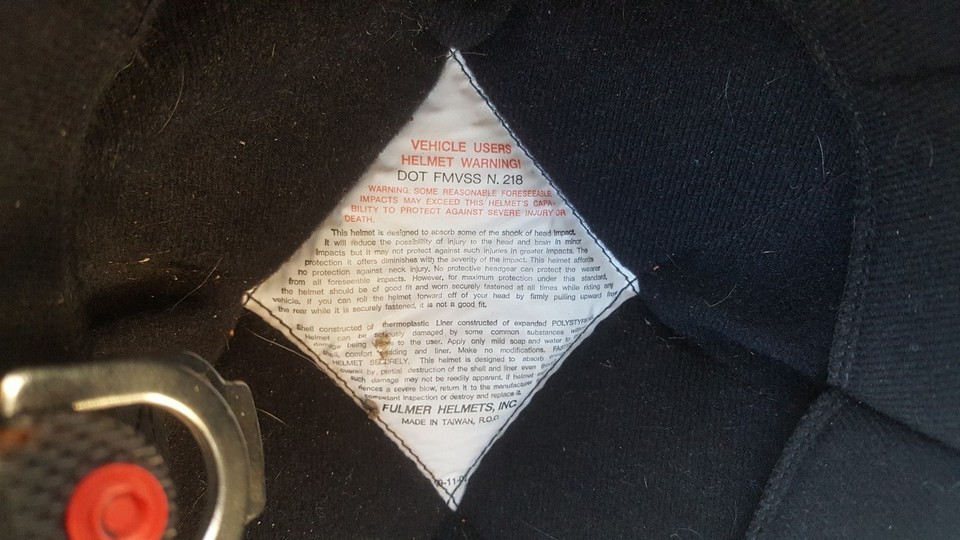 VEHICLE USERS
HELMET WARNING!
DOT FMVSS N. 218
WARNING: SOME REASONABLE FORESEEABLE
IMPACTS MAY EXCEED THIS HELMET'S CAPA-
BILITY TO PROTECT AGAINST SEVERE INJURY OR
DEATH.
This helmet is designed to absorb some of the shock of head impact.
It will reduce the possibility of injury to the head and brain in minor
impacts but it may not protect against such injuries in greater impacts. The
protection it offers diminishes with the severity of the impact. This helmet affords
no protection against neck injury. No protective headgear can protect the wearer
from all foreseeable impacts. However, for maximum protection under this standard,
the helmet should be of good fit and worn securely fastened at all times while riding any
vehicle. If you can roll the helmet forward off of your head by firmly pulling upward from
the rear while it is securely fastened, it is not a good fit.
Shell constructed of thermoplastic Liner constructed of expanded
Helmet can be seriously damaged by some common substances
damage being to the user. Apply only mild soap and water to
shell, comfort padding and liner. Make no modifications.
HELMET SECURELY. This helmet is designed to absorb
by partial destruction of the shell and liner even
such damage may not be readily apparent. If helmet
a severe blow, return it to the manufacturer
competent inspection or destroy and replace it.
FULMER HELMETS, INC.
MADE IN TAIWAN, R.O.C.